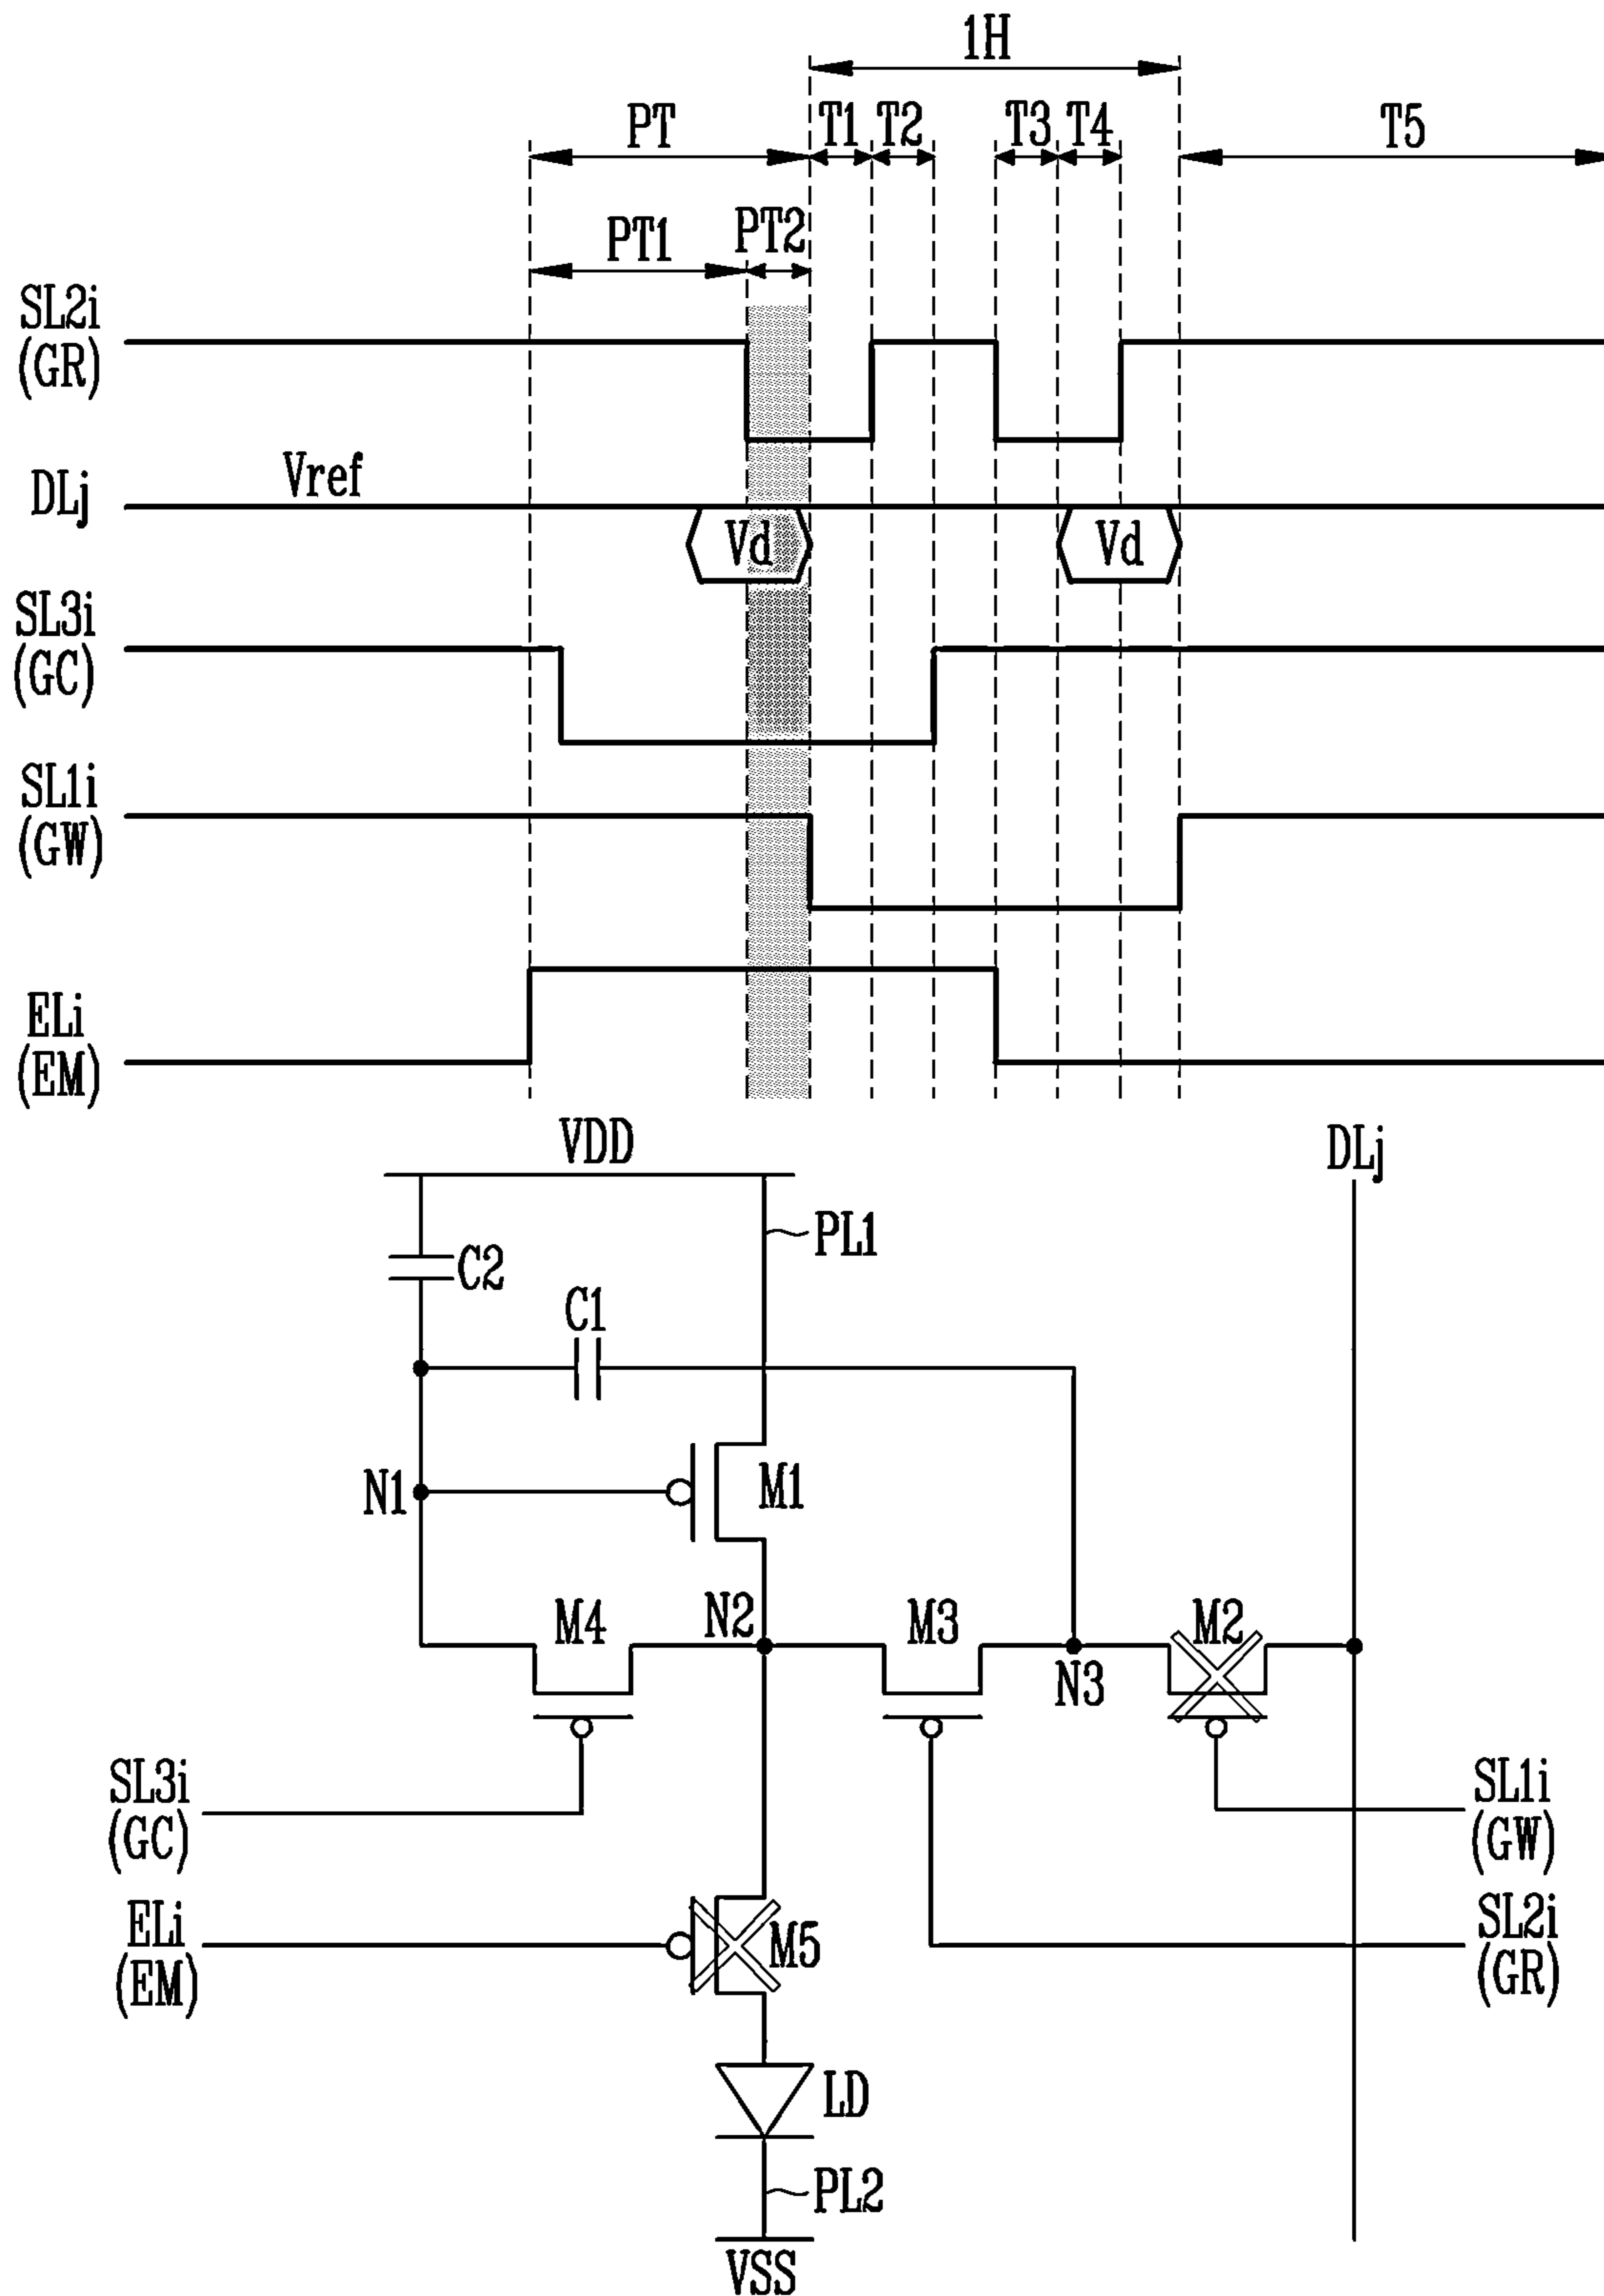 1H
PT
T1
T2
T3
T4
T5
PT1
PT2
SL2i
(GR)
Vref
DLj
Vd
Vd
SL3i
(GC)
SL1i
(GW)
ELi
(EM)
VDD
DLj
PL1
C2
C1
N1
M1
M4
N2
M3
M2
N3
SL3i
(GC)
SL1i
(GW)
ELi
(EM)
M5
SL2i
(GR)
LD
PL2
VSS